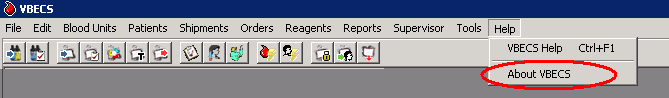 VBECS
File Edit Blood Units Patients Shipments Orders Reagents Reports Supervisor Tools Help
VBECS Help Ctrl+F1
About VBECS